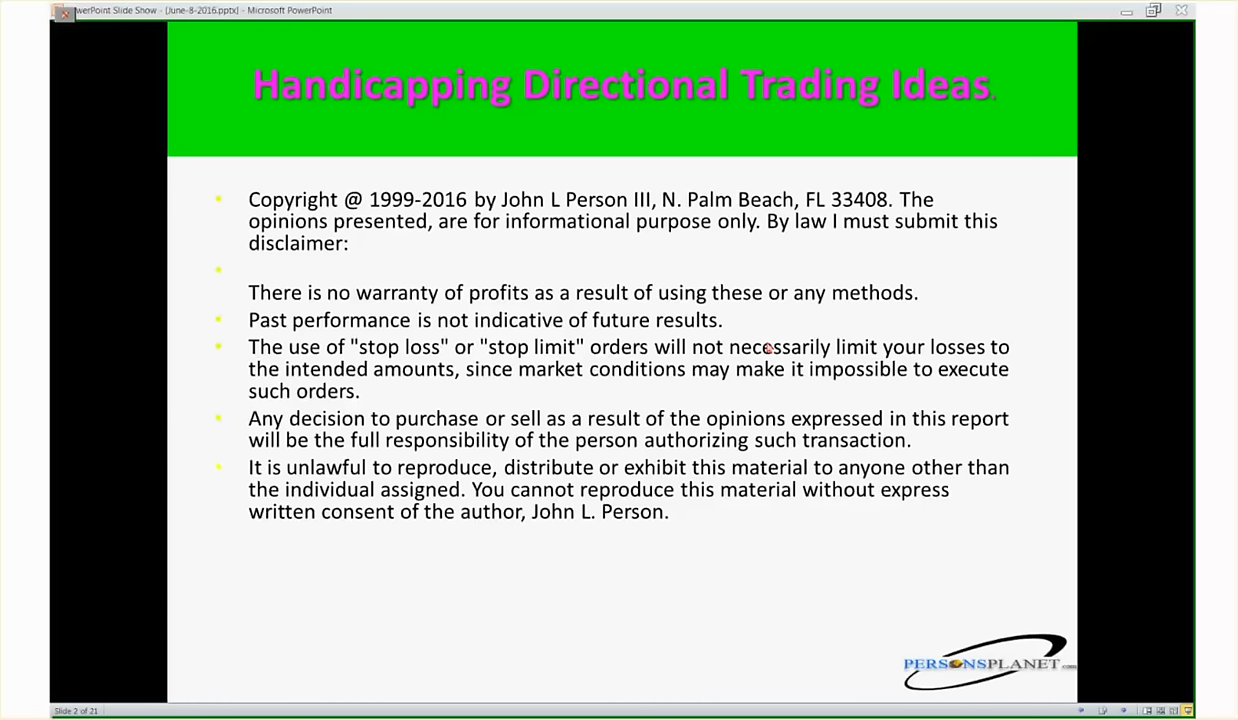 werPoint Slide Show - [June-8-2016.pptx] - Microsoft PowerPoint
Handicapping Directional Trading Ideas.
Copyright @ 1999-2016 by John L Person III, N. Palm Beach, FL 33408. The
opinions presented, are for informational purpose only. By law I must submit this
disclaimer:
There is no warranty of profits as a result of using these or any methods.
Past performance is not indicative of future results.
The use of "stop loss" or "stop limit" orders will not necessarily limit your losses to
the intended amounts, since market conditions may make it impossible to execute
such orders.
Any decision to purchase or sell as a result of the opinions expressed in this report
will be the full responsibility of the person authorizing such transaction.
It is unlawful to reproduce, distribute or exhibit this material to anyone other than
the individual assigned. You cannot reproduce this material without express
written consent of the author, John L. Person.
PERSONSPLANET.com
Slide 2 of 21